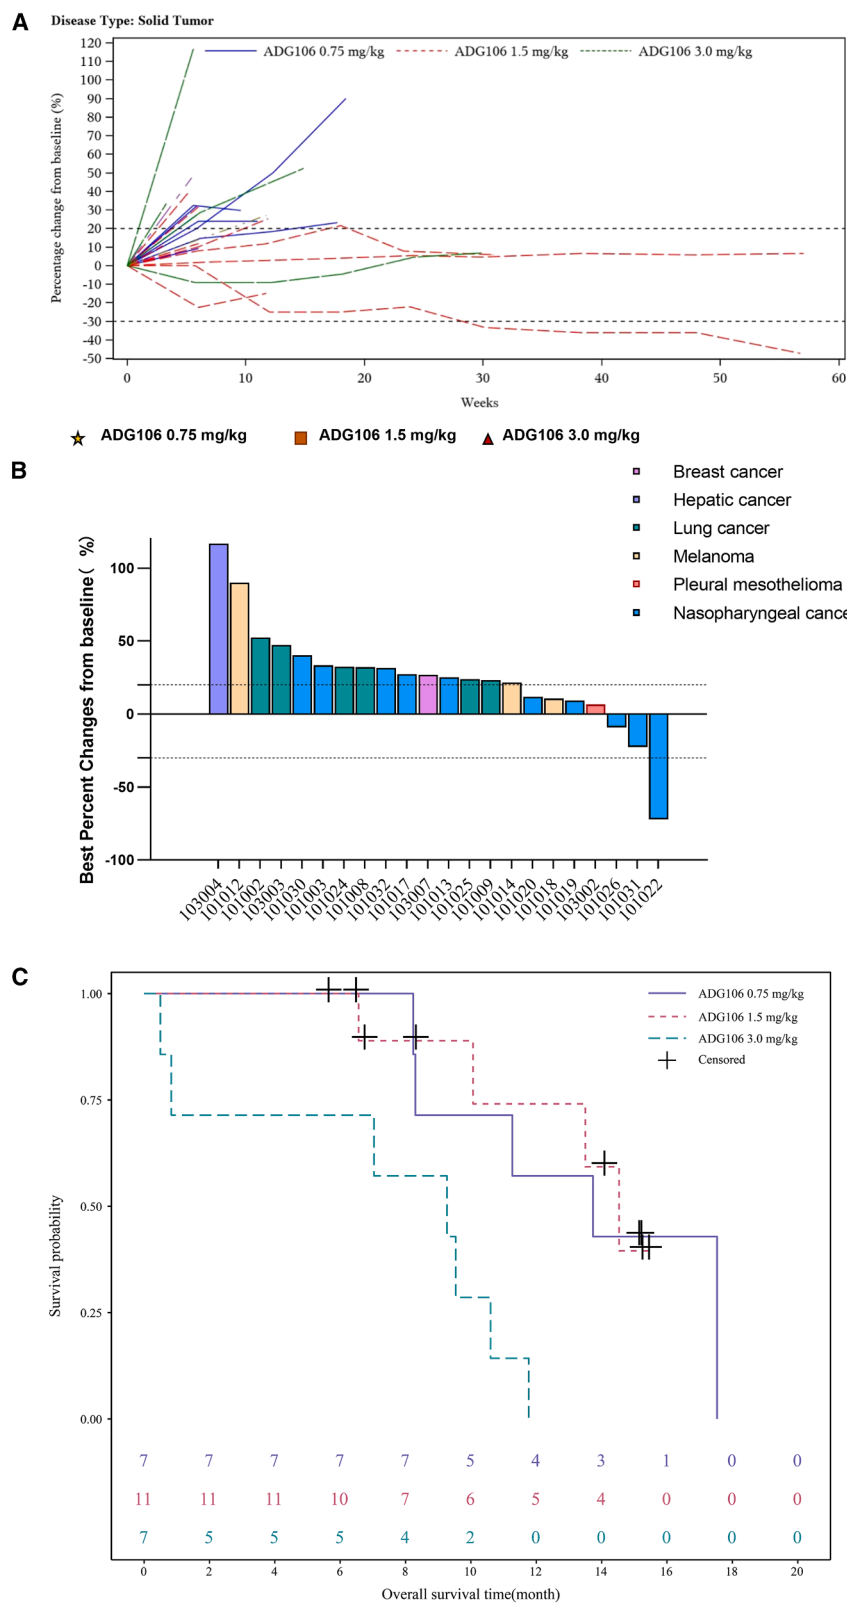 A
Disease Type: Solid Tumor
ADG106 0.75 mg/kg ADG106 1.5 mg/kg ADG106 3.0 mg/kg
Percentage change from baseline (%)
120
110
100
90
80
70
60
50
40
30
20
10
0
-10
-20
-30
-40
-50
0 10 20 30 40 50 60
Weeks
ADG106 0.75 mg/kg ADG106 1.5 mg/kg ADG106 3.0 mg/kg
B
Breast cancer
Hepatic cancer
Lung cancer
Melanoma
Pleural mesothelioma
Nasopharyngeal cance
Best Percent Changes from baseline( %)
100
50
0
-50
-100
103004 101012 101002 103003 101030 101003 101024 101008 101032 101017 103007 101013 101025 101009 101014 101020 101018 101019 103002 101026 101031 101022
C
ADG106 0.75 mg/kg
ADG106 1.5 mg/kg
ADG106 3.0 mg/kg
Censored
Survival probability
1.00
0.75
0.50
0.25
0.00
7 7 7 7 7 5 4 3 1 0 0
11 11 11 10 7 6 5 4 0 0 0
7 5 5 5 4 2 0 0 0 0 0
0 2 4 6 8 10 12 14 16 18 20
Overall survival time(month)